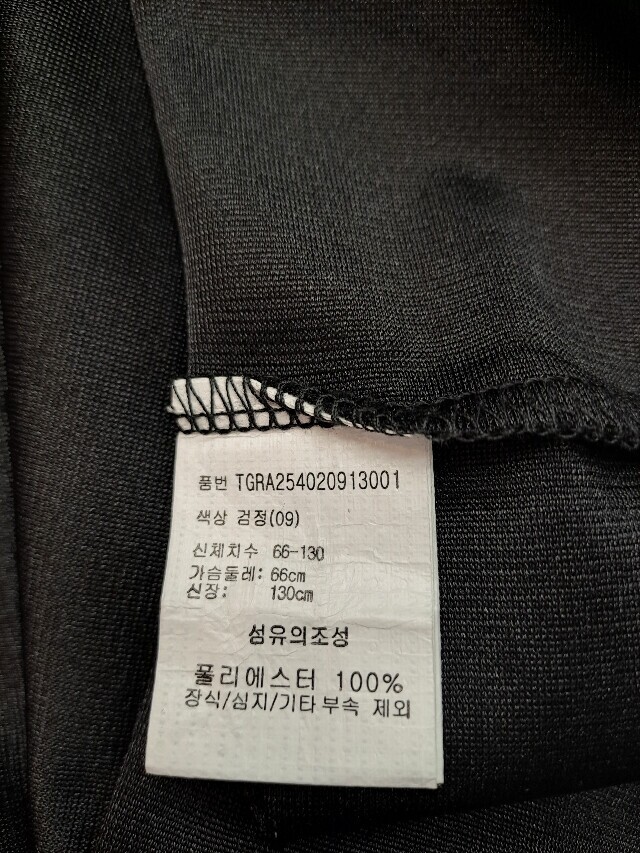 품번 TGRA254020913001
색상 검정(09)
신체치수 66-130
가슴둘레: 66cm
신장: 130cm
섬유의조성
폴리에스터 100%
장식/심지/기타부속 제외